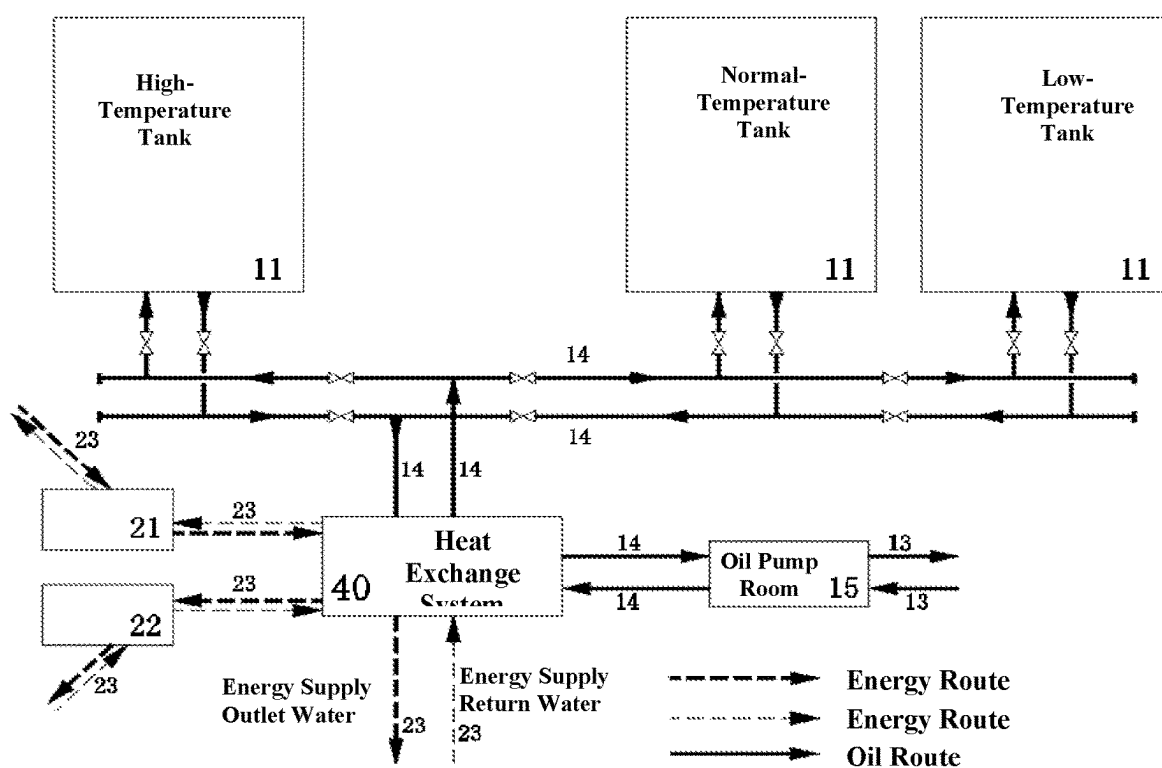 High-
Temperature
Tank
11
Normal-
Temperature
Tank
11
Low-
Temperature
Tank
11
14
14
14
14
23
21
23
23
22
23
23
Heat
Exchange
System
40
14
14
Oil Pump
Room
15
13
13
Energy Supply
Outlet Water
23
Energy Supply
Return Water
23
Energy Route
Energy Route
Oil Route